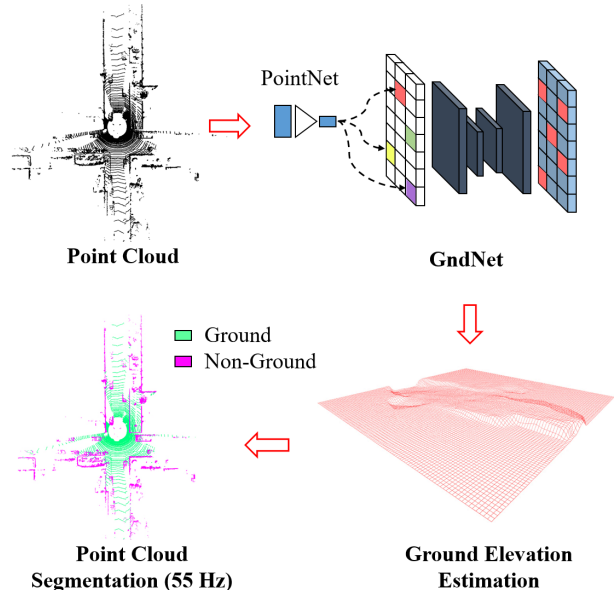 PointNet
Point Cloud
GndNet
Ground
Non-Ground
Point Cloud
Segmentation (55 Hz)
Ground Elevation
Estimation